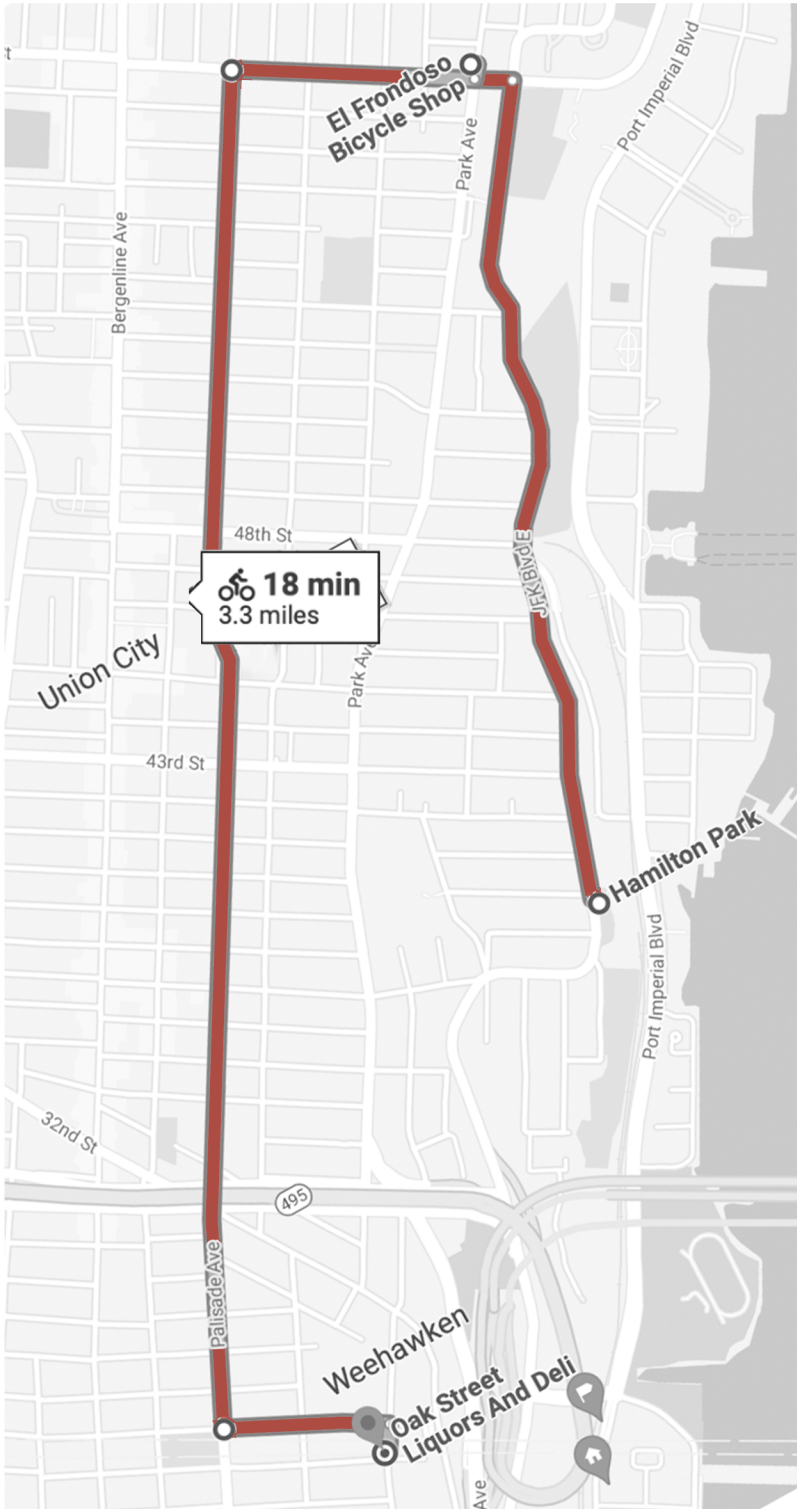 st
El Frondoso
Bicycle Shop
Port Imperial Blvd
Park Ave
Bergenline Ave
48th St
JFK Blvd E
18 min
3.3 miles
Union City
Park Ave
43rd St
Hamilton Park
Port Imperial Blvd
32nd St
495
Palisade Ave
Weehawken
Oak Street
Liquors And Deli
Ave